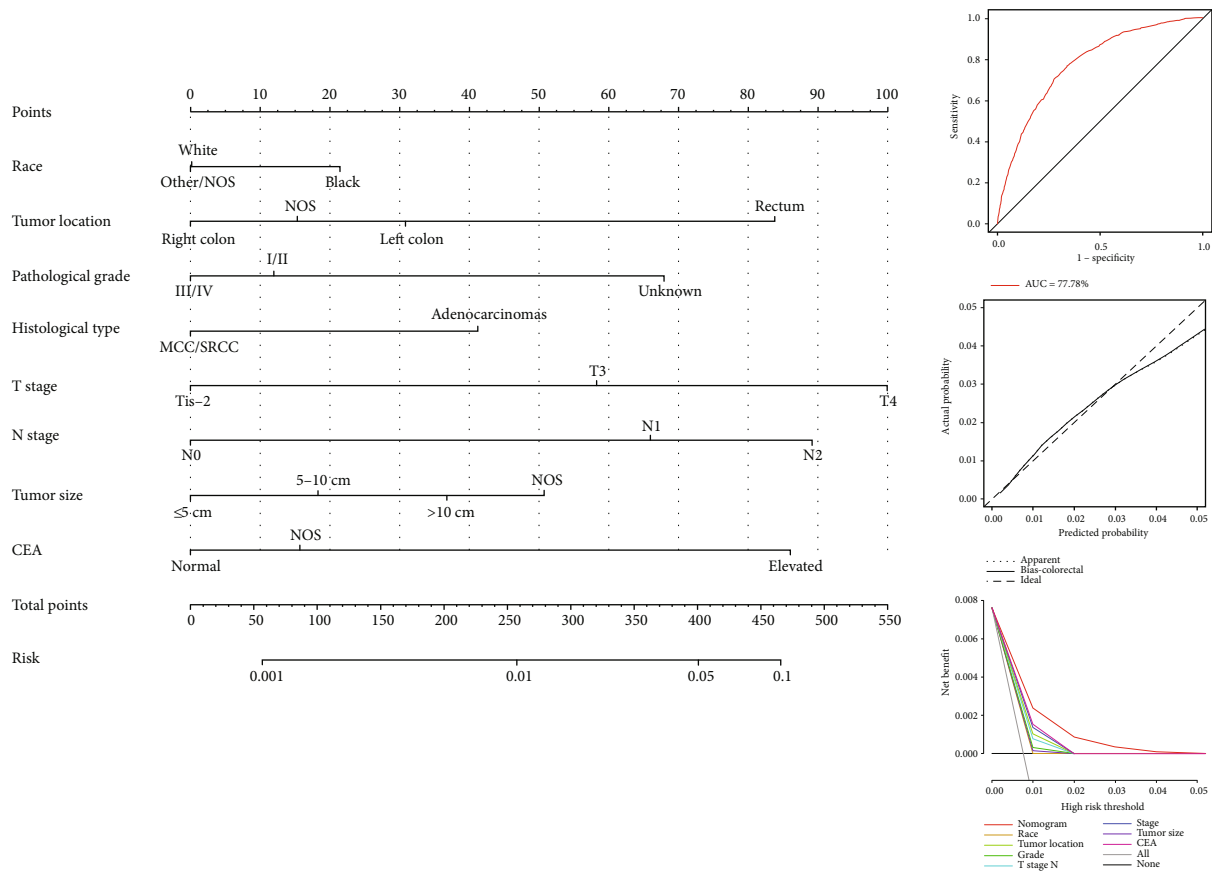 0 10 20 30 40 50 60 70 80 90 100
Points
White
Race
Other/NOS Black
NOS Rectum
Tumor location
Right colon Left colon
I/II
Pathological grade
III/IV Unknown
Adenocarcinomas
Histological type
MCC/SRCC
T3
T stage
Tis–2 T4
N1
N stage
N0 N2
5–10 cm NOS
Tumor size
≤5 cm >10 cm
NOS
CEA
Normal Elevated
Total points
0 50 100 150 200 250 300 350 400 450 500 550
Risk
0.001 0.01 0.05 0.1
1.0
0.8
0.6
0.4
0.2
0.0
Sensitivity
0.0 0.5 1.0
1 – specificity
AUC = 77.78%
0.05
0.04
0.03
0.02
0.01
0.00
Actual probability
0.00 0.01 0.02 0.03 0.04 0.05
Predicted probability
Apparent
Bias-colorectal
Ideal
0.008
0.006
0.004
0.002
0.000
Net benefit
0.00 0.01 0.02 0.03 0.04 0.05
High risk threshold
Nomogram
Race
Tumor location
Grade
T stage N
Stage
Tumor size
CEA
All
None